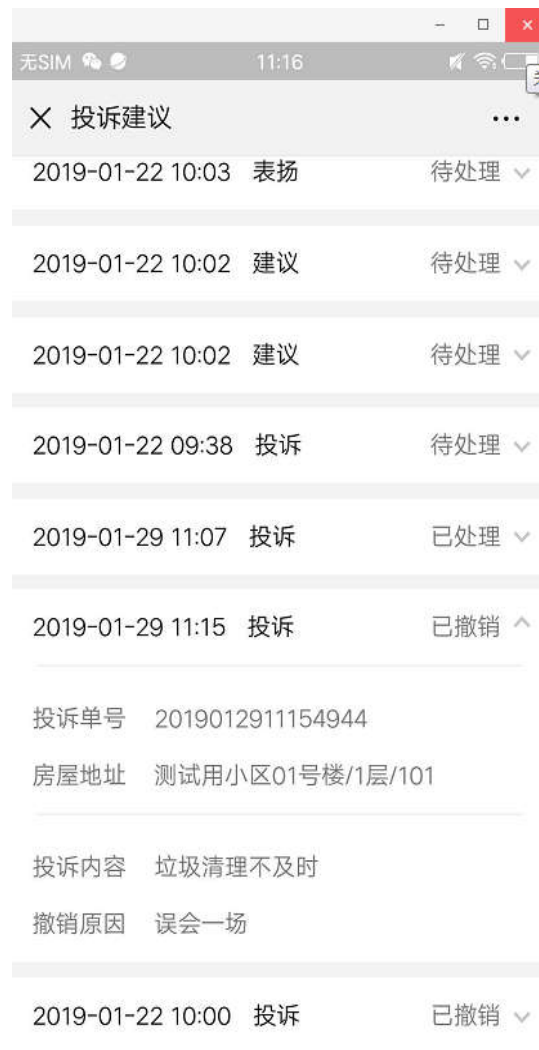 无SIM 11:16
投诉建议
2019-01-22 10:03 表扬 待处理
2019-01-22 10:02 建议 待处理
2019-01-22 10:02 建议 待处理
2019-01-22 09:38 投诉 待处理
2019-01-29 11:07 投诉 已处理
2019-01-29 11:15 投诉 已撤销
投诉单号 2019012911154944
房屋地址 测试用小区01号楼/1层/101
投诉内容 垃圾清理不及时
撤销原因 误会一场
2019-01-22 10:00 投诉 已撤销